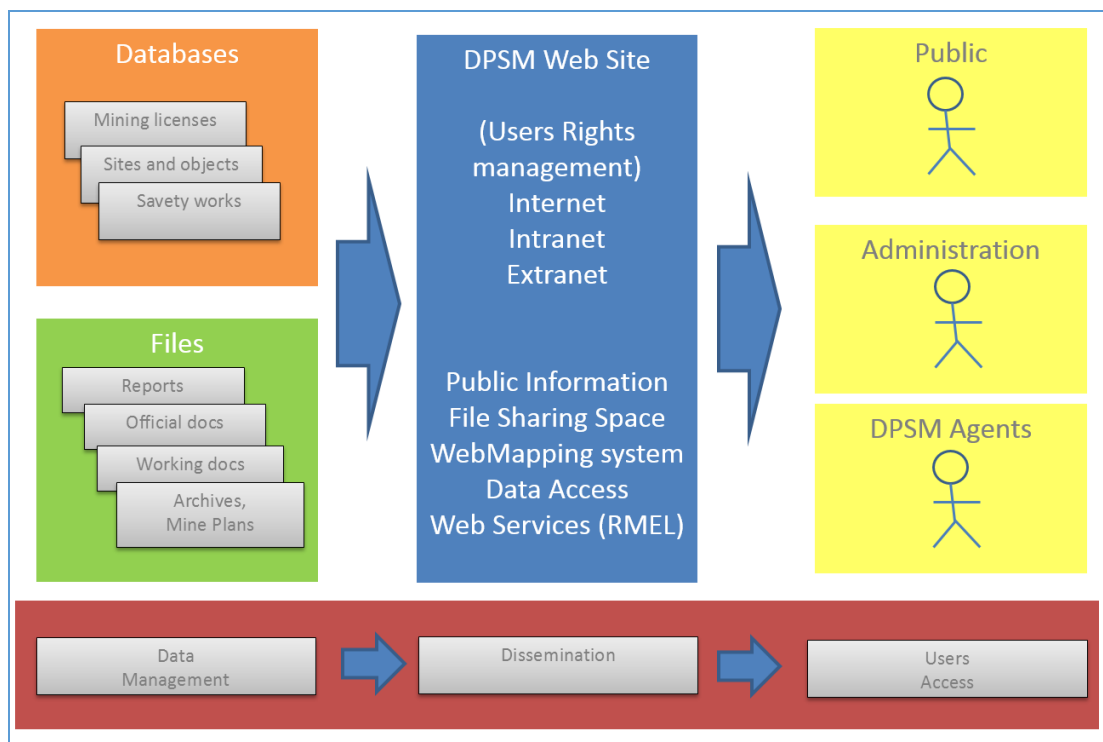 Databases
Mining licenses
Sites and objects
Savety works
Files
Reports
Official docs
Working docs
Archives,
Mine Plans
DPSM Web Site
(Users Rights
management)
Internet
Intranet
Extranet
Public Information
File Sharing Space
WebMapping system
Data Access
Web Services (RMEL)
Public
Administration
DPSM Agents
Data
Management
Dissemination
Users
Access